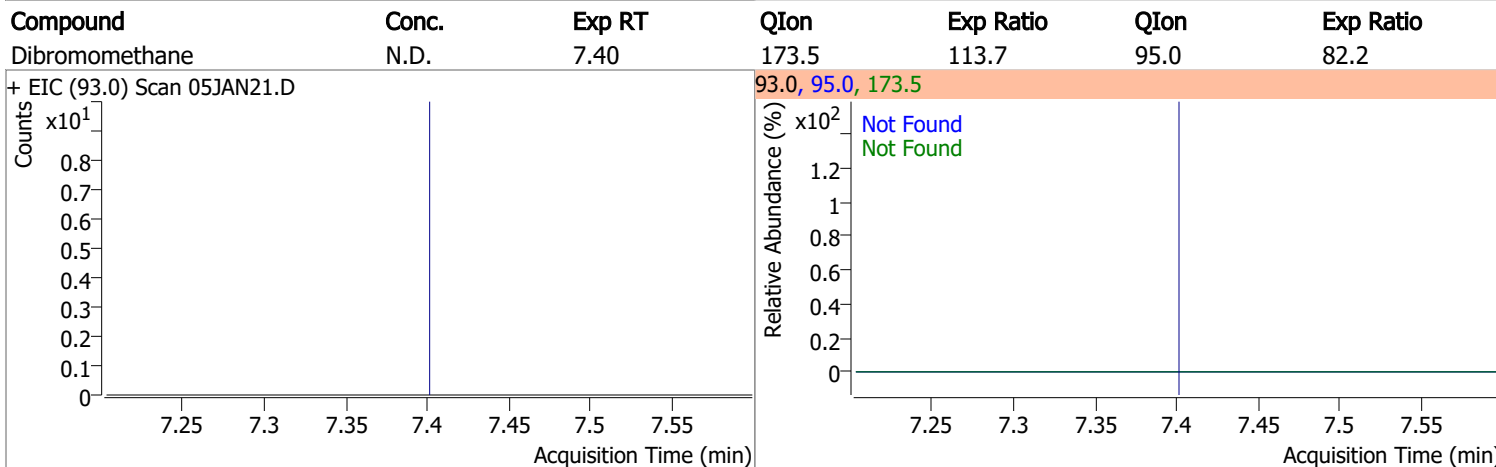 Compound Conc. Exp RT QIon Exp Ratio QIon Exp Ratio
Dibromomethane N.D. 7.40 173.5 113.7 95.0 82.2
+ EIC (93.0) Scan 05JAN21.D
Counts
x10¹
0.8
0.7
0.6
0.5
0.4
0.3
0.2
0.1
0
7.25 7.3 7.35 7.4 7.45 7.5 7.55
Acquisition Time (min)
93.0, 95.0, 173.5
Relative Abundance (%)
x10²
Not Found
Not Found
1.2
1
0.8
0.6
0.4
0.2
0
7.25 7.3 7.35 7.4 7.45 7.5 7.55
Acquisition Time (min)